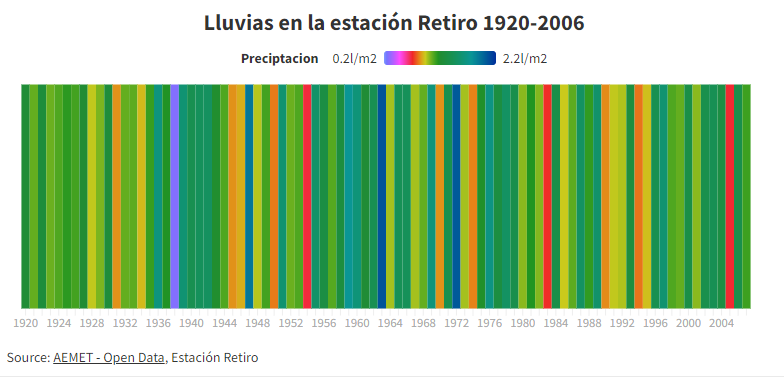 Lluvias en la estación Retiro 1920-2006
Precipitacion 0.2l/m2 2.2l/m2
1920 1924 1928 1932 1936 1940 1944 1948 1952 1956 1960 1964 1968 1972 1976 1980 1984 1988 1992 1996 2000 2004
Source: AEMET - Open Data, Estación Retiro